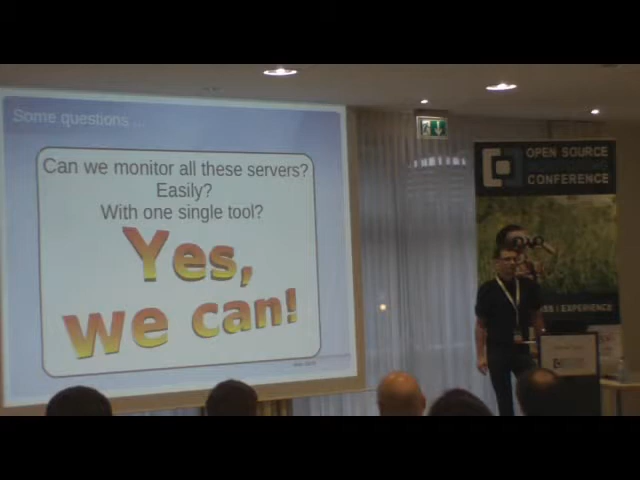 Some questions ...
Can we monitor all these servers?
Easily?
With one single tool?
Yes,
we can!
OPEN SOURCE
CONFERENCE
EXPERIENCE